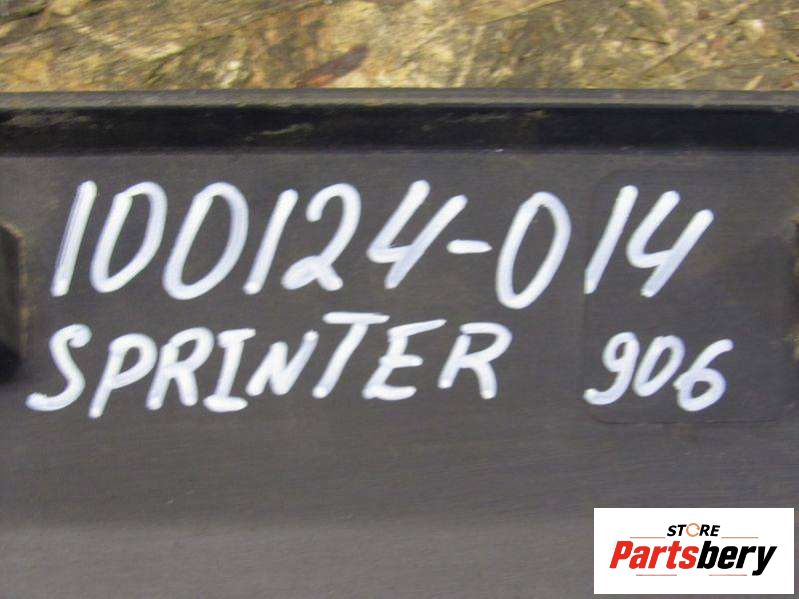 100124-014
SPRINTER 906
STORE
Partsbery